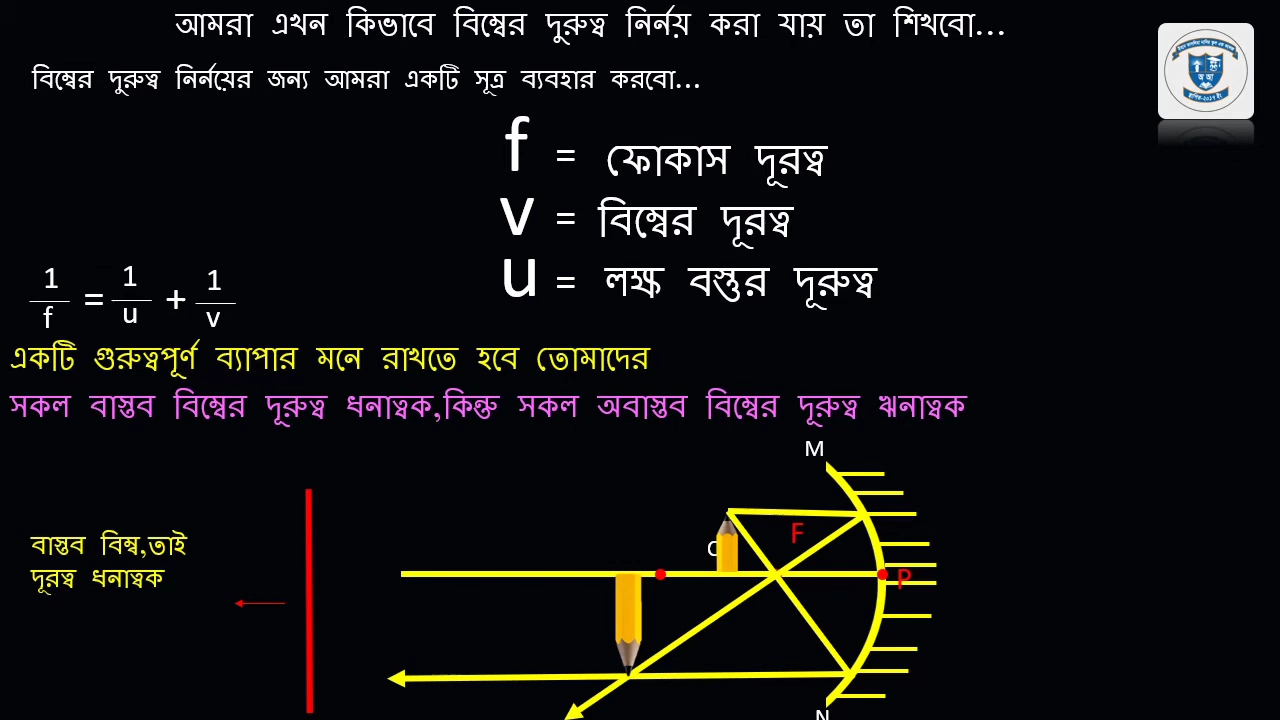 আমরা এখন কিভাবে বিম্বের দুরুত্ব নির্নয় করা যায় তা শিখবো...
বিম্বের দুরুত্ব নির্নয়ের জন্য আমরা একটি সূত্র ব্যবহার করবো...
f = ফোকাস দূরত্ব
v = বিম্বের দূরত্ব
u = লক্ষ বস্তুর দূরুত্ব
1/f = 1/u + 1/v
একটি গুরুত্বপূর্ণ ব্যাপার মনে রাখতে হবে তোমাদের
সকল বাস্তব বিম্বের দূরুত্ব ধনাত্বক,কিন্তু সকল অবাস্তব বিম্বের দূরুত্ব ঋনাত্বক
M
F
C
বাস্তব বিম্ব,তাই
দূরত্ব ধনাত্বক
P
N